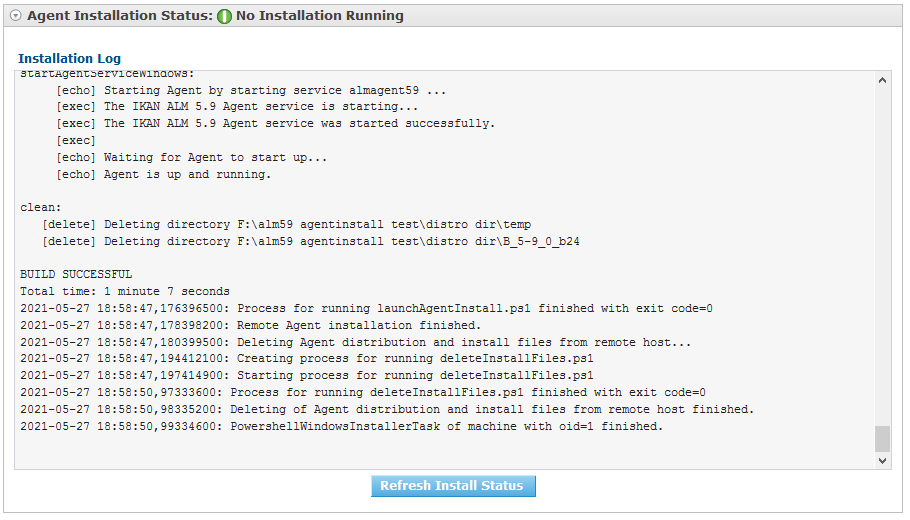 Agent Installation Status: No Installation Running
Installation Log
startAgentServiceWindows:
[echo] Starting Agent by starting service almagent59 ...
[exec] The IKAN ALM 5.9 Agent service is starting...
[exec] The IKAN ALM 5.9 Agent service was started successfully.
[exec]
[echo] Waiting for Agent to start up...
[echo] Agent is up and running.
clean:
[delete] Deleting directory F:\alm59 agentinstall test\distro dir\temp
[delete] Deleting directory F:\alm59 agentinstall test\distro dir\B_5-9_0_b24
BUILD SUCCESSFUL
Total time: 1 minute 7 seconds
2021-05-27 18:58:47,176396500: Process for running launchAgentInstall.ps1 finished with exit code=0
2021-05-27 18:58:47,178398200: Remote Agent installation finished.
2021-05-27 18:58:47,180399500: Deleting Agent distribution and install files from remote host...
2021-05-27 18:58:47,194412100: Creating process for running deleteInstallFiles.ps1
2021-05-27 18:58:47,197414900: Starting process for running deleteInstallFiles.ps1
2021-05-27 18:58:50,97333600: Process for running deleteInstallFiles.ps1 finished with exit code=0
2021-05-27 18:58:50,98335200: Deleting of Agent distribution and install files from remote host finished.
2021-05-27 18:58:50,99334600: PowershellWindowsInstallerTask of machine with oid=1 finished.
Refresh Install Status